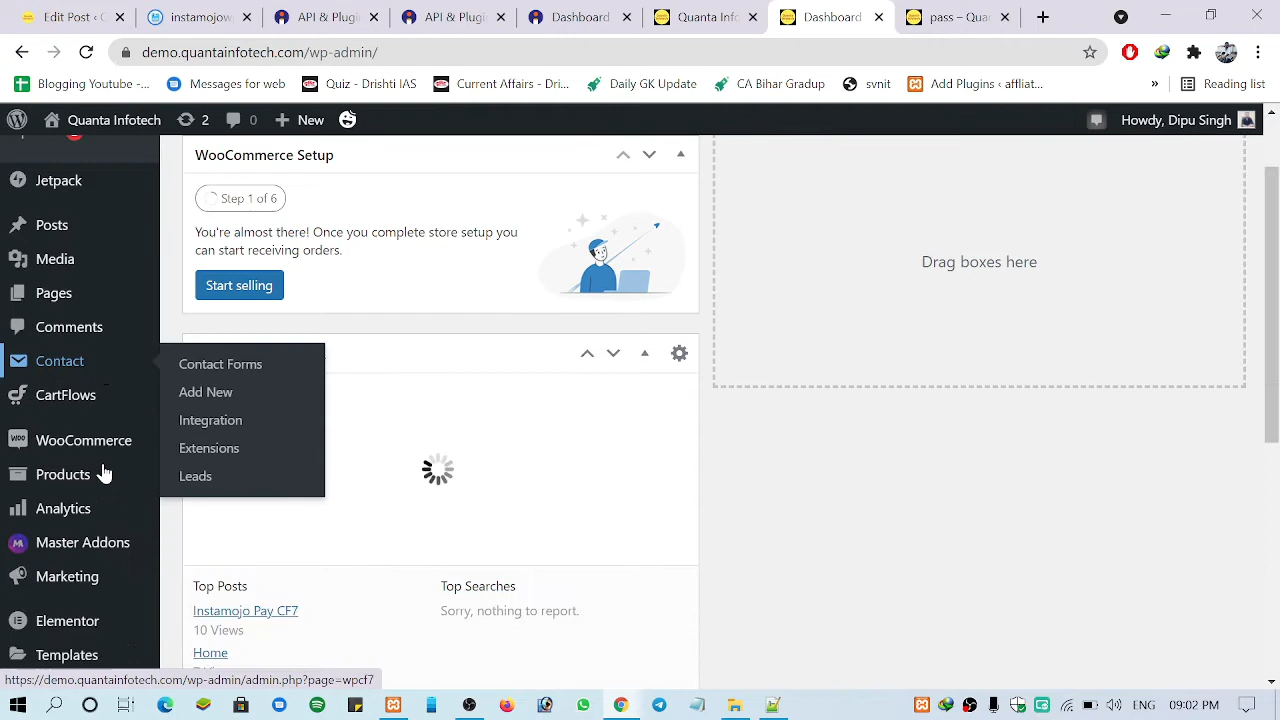 Edit
instamojo
API & Plugin
API & Plugin
Dashboard
Quanta Info
Dashboard
pass – Quan
demo.quantainfotech.com/wp-admin/
Blogging Youtube -...
Messages for web
Quiz - Drishti IAS
Current Affairs - Dri...
Daily GK Update
CA Bihar Gradup
svnit
Add Plugins ‹ affliat...
»
Reading list
Quanta Infotech
2
0
New
Howdy, Dipu Singh
Jetpack
Posts
Media
Pages
Comments
Contact
CartFlows
WooCommerce
Products
Analytics
Master Addons
Marketing
Elementor
Templates
Contact Forms
Add New
Integration
Extensions
Leads
WooCommerce Setup
Step 1 of 6
You're almost there! Once you complete store setup you
can start receiving orders.
Start selling
Drag boxes here
Top Posts
Instamojo Pay CF7
10 Views
Home
Top Searches
Sorry, nothing to report.
https://demo.quantainfotech.com/wp-admin/admin.php?page=wpcf7
ENG
09:02 PM